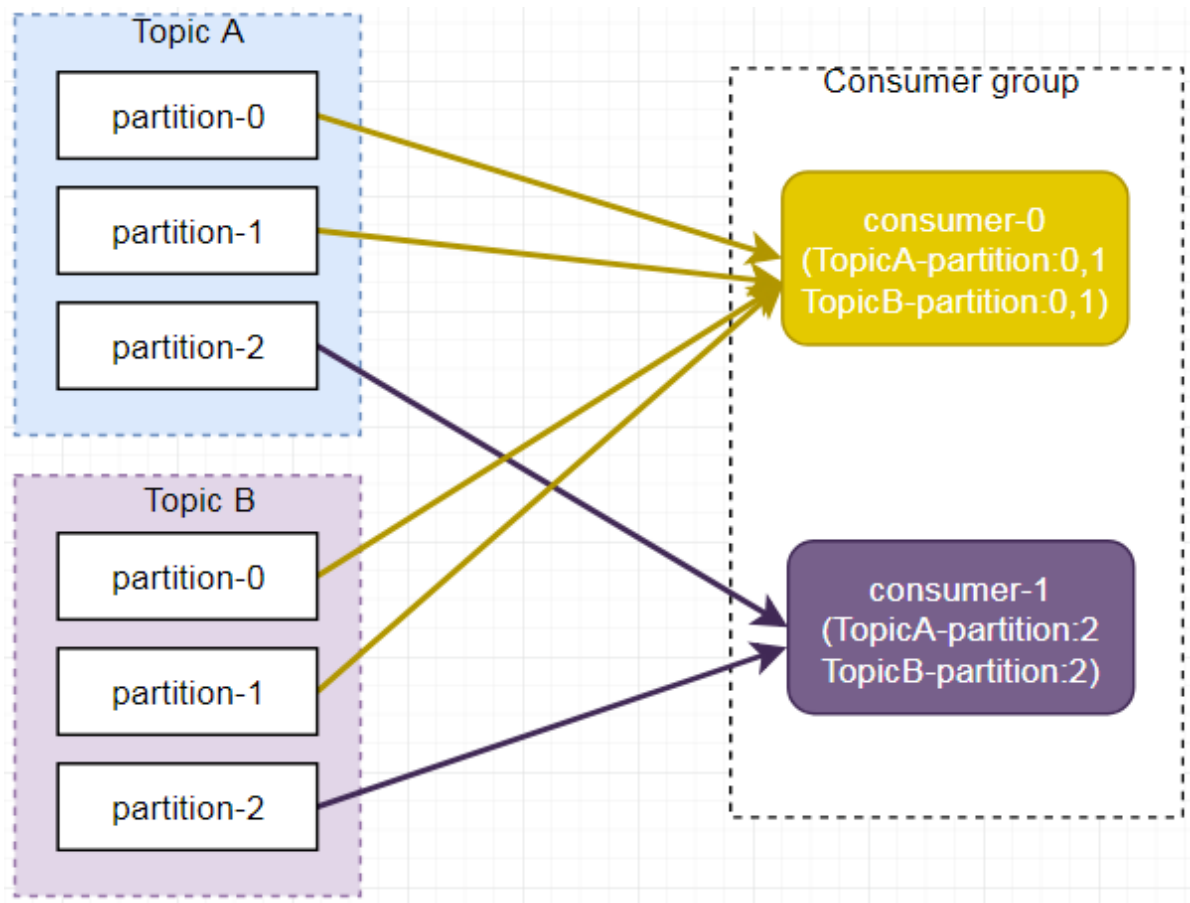 Topic A
partition-0
partition-1
partition-2
Topic B
partition-0
partition-1
partition-2
Consumer group
consumer-0
(TopicA-partition:0,1
TopicB-partition:0,1)
consumer-1
(TopicA-partition:2
TopicB-partition:2)